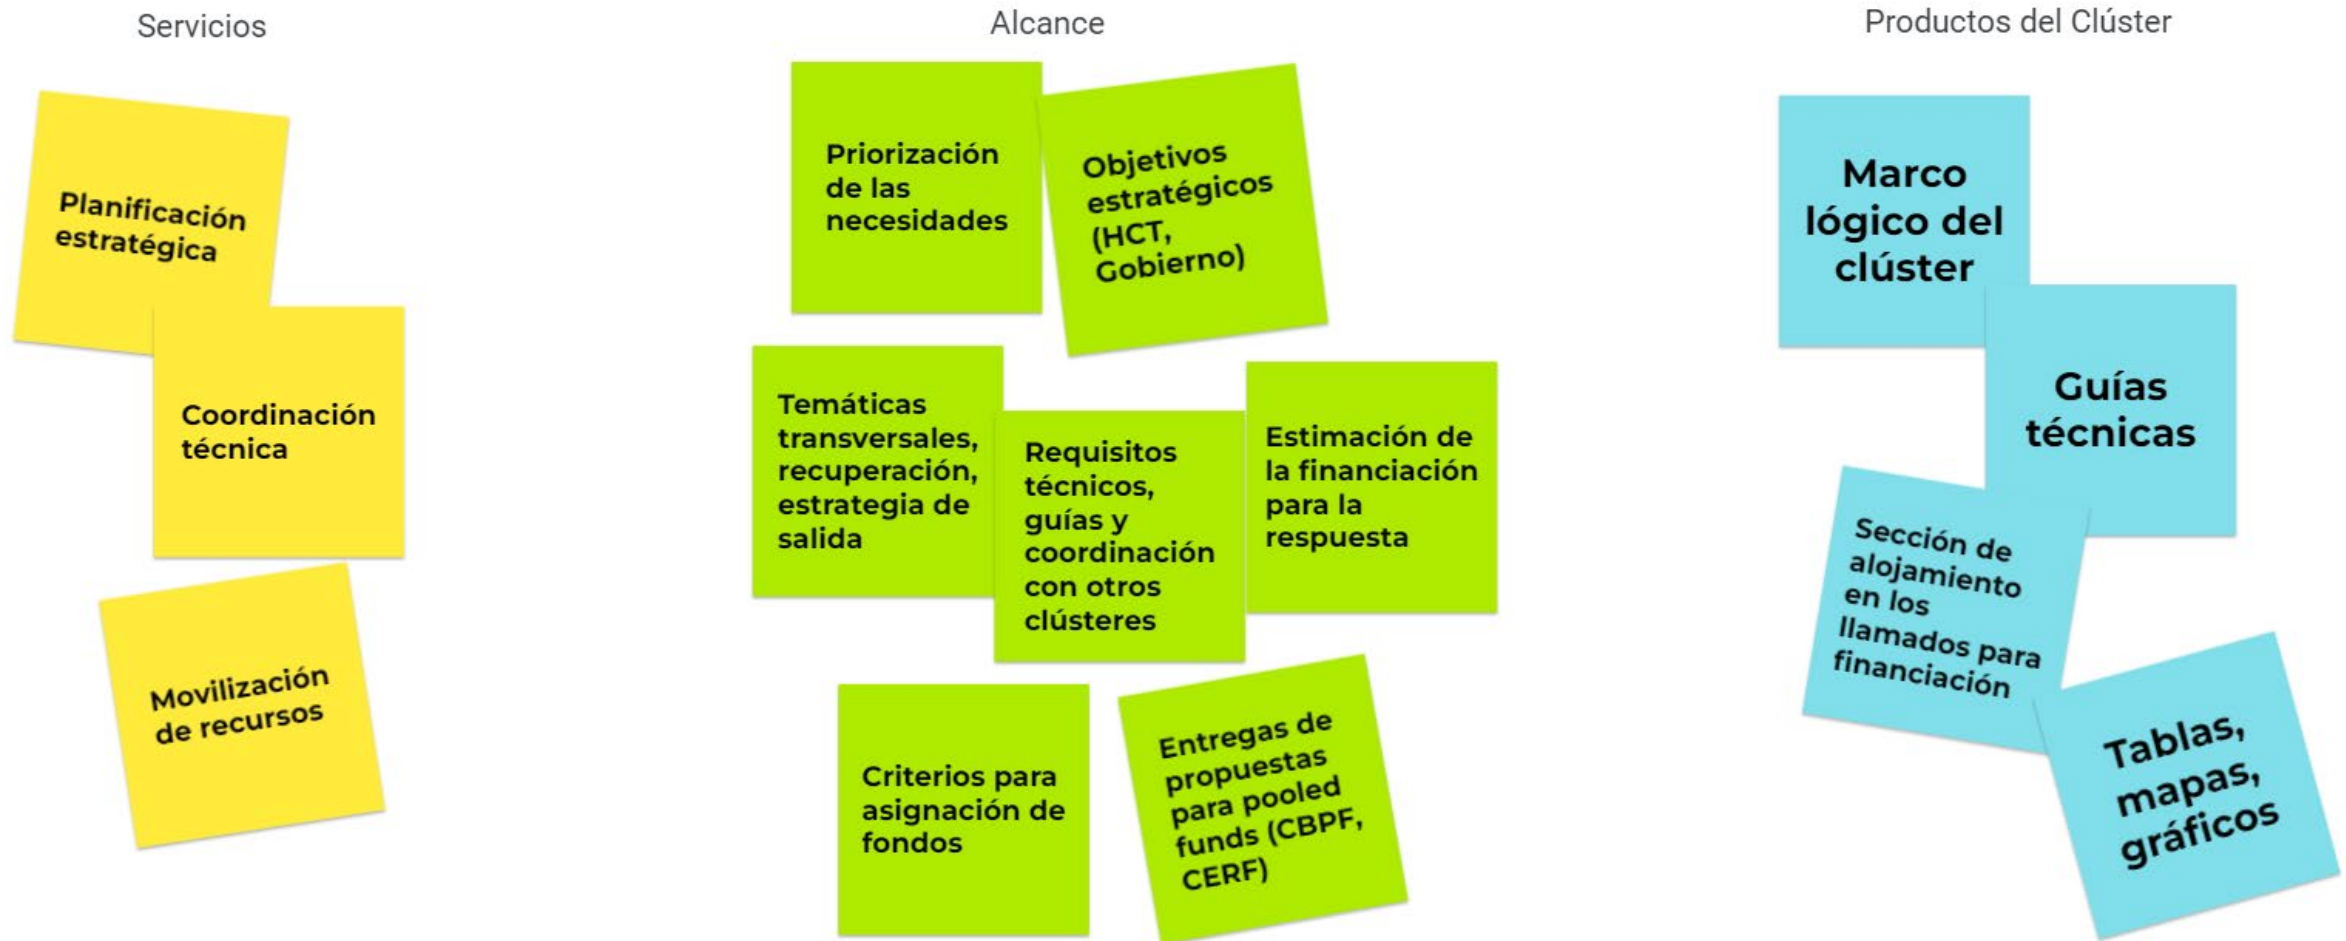 Servicios
Planificación
estratégica
Coordinación
técnica
Movilización
de recursos
Alcance
Priorización
de las
necesidades
Objetivos
estratégicos
(HCT,
Gobierno)
Temáticas
transversales,
recuperación,
estrategia de
salida
Requisitos
técnicos,
guías y
coordinación
con otros
clústeres
Estimación de
la financiación
para la
respuesta
Criterios para
asignación de
fondos
Entregas de
propuestas
para pooled
funds (CBPF,
CERF)
Productos del Clúster
Marco
lógico del
clúster
Guías
técnicas
Sección de
alojamiento
en los
llamados para
financiación
Tablas,
mapas,
gráficos